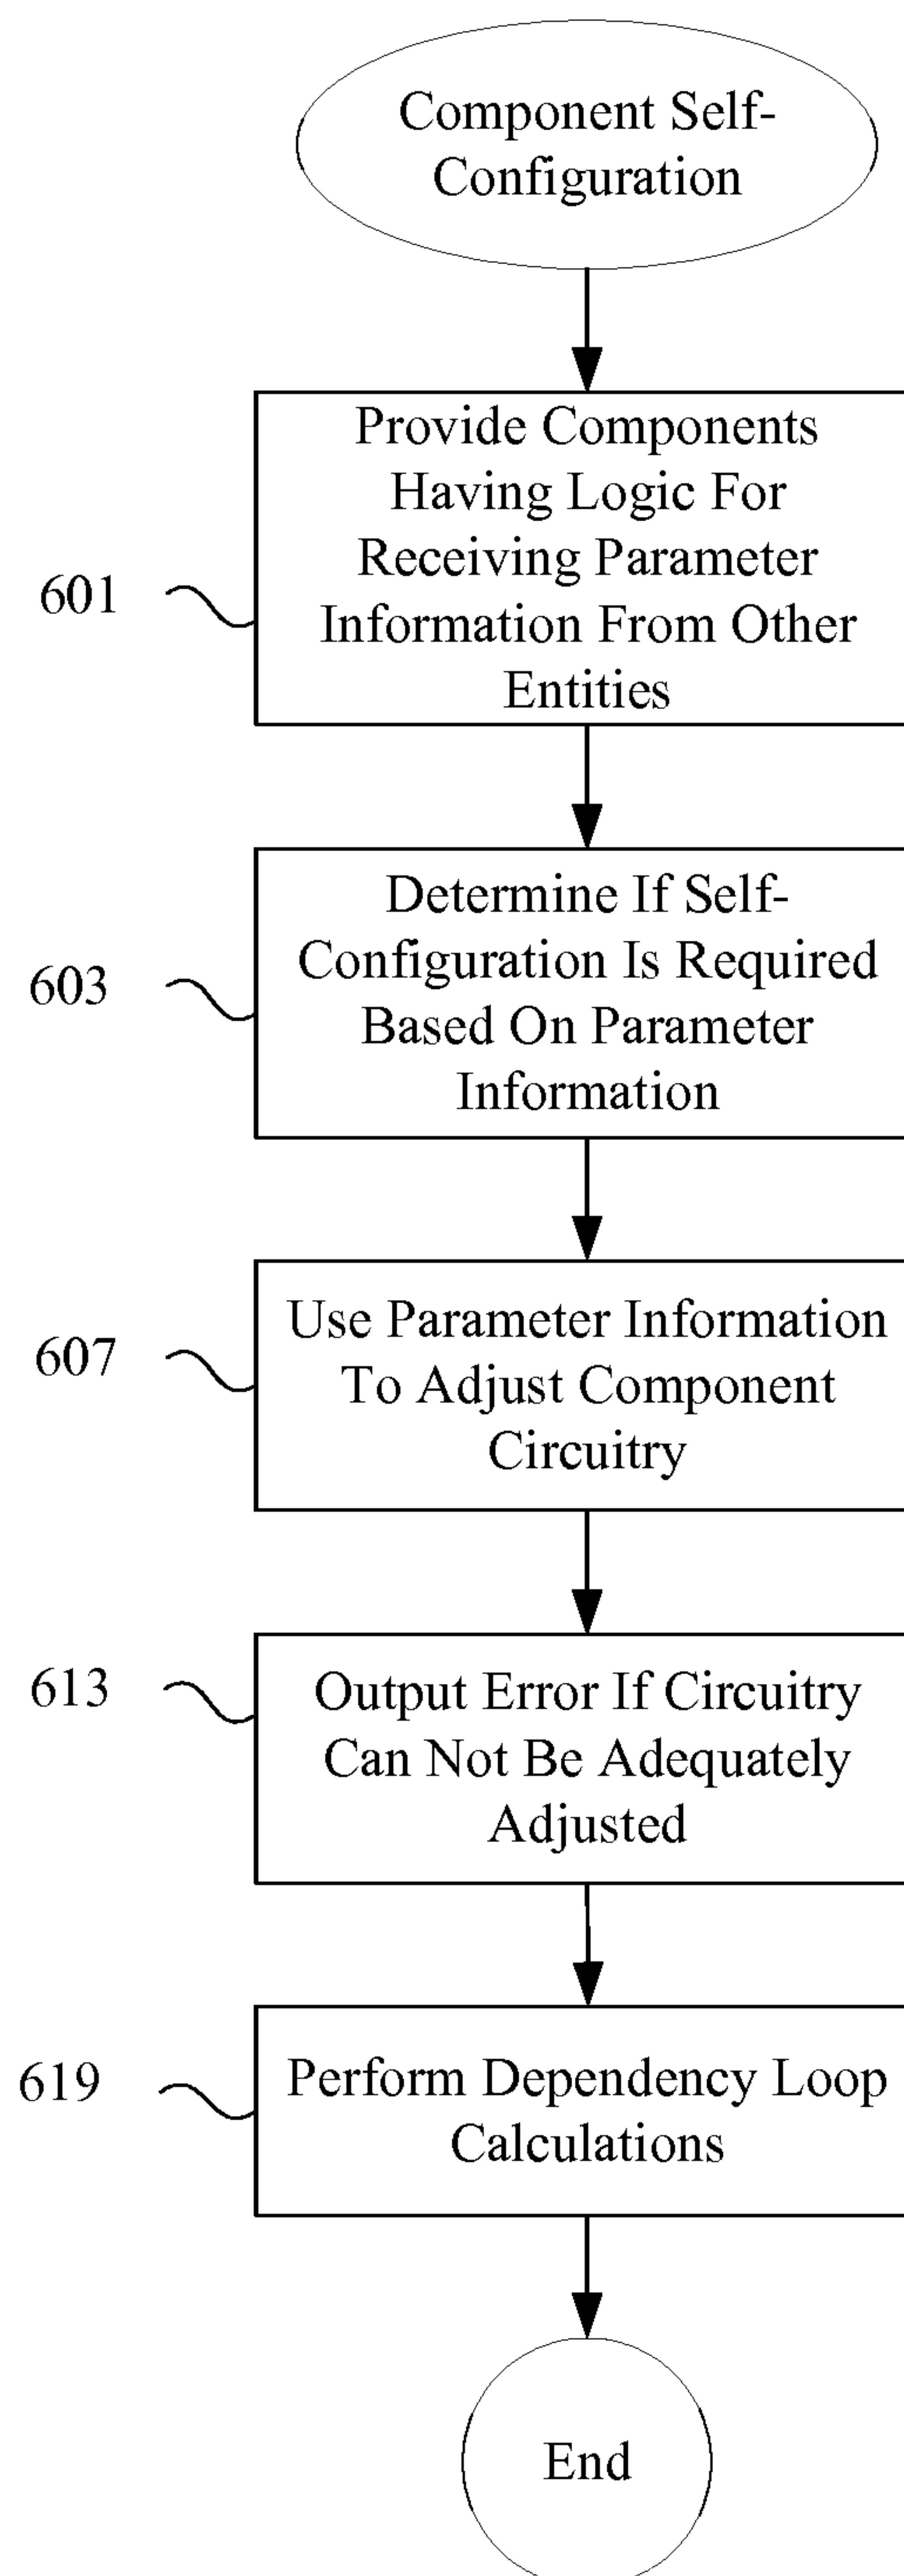 Component Self-
Configuration
Provide Components
Having Logic For
Receiving Parameter
Information From Other
Entities
601
Determine If Self-
Configuration Is Required
Based On Parameter
Information
603
Use Parameter Information
To Adjust Component
Circuitry
607
Output Error If Circuitry
Can Not Be Adequately
Adjusted
613
Perform Dependency Loop
Calculations
619
End